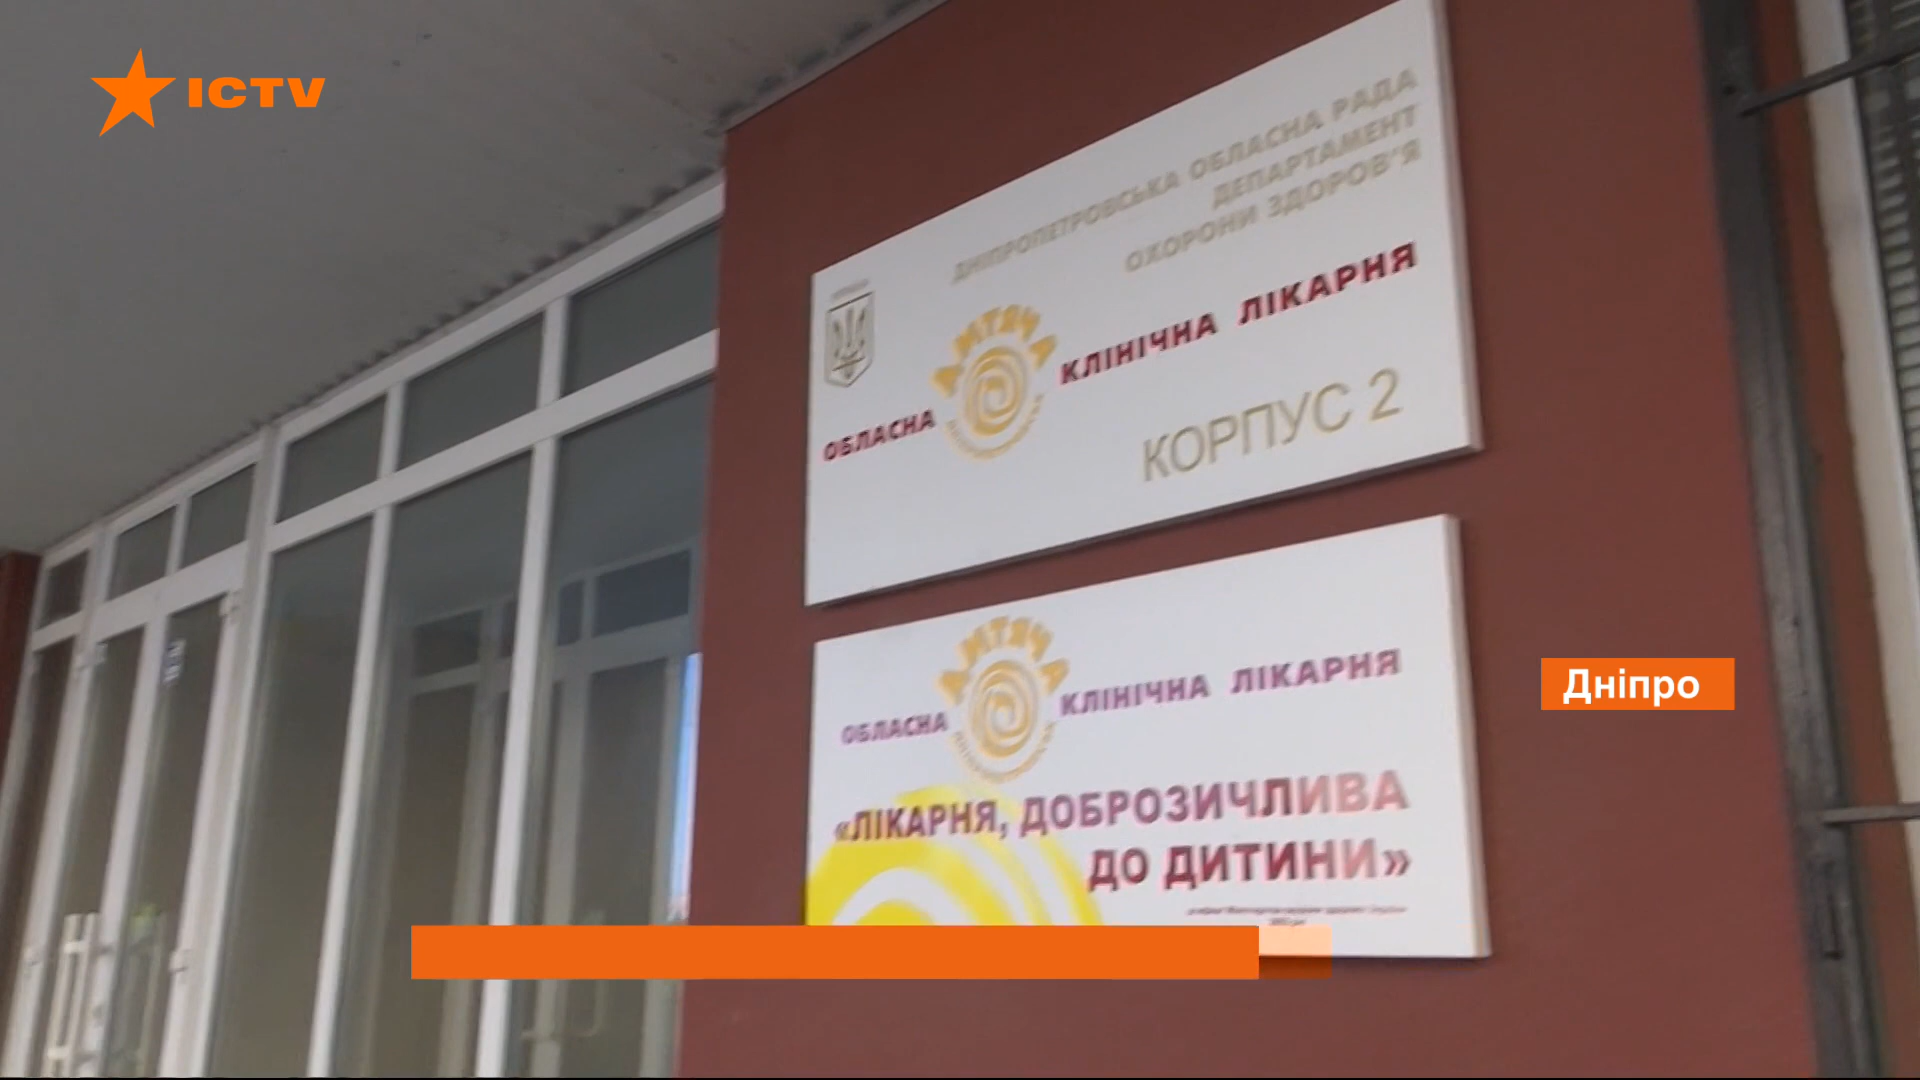 ICTV
ДНІПРОПЕТРОВСЬКА ОБЛАСНА РАДА
ДЕПАРТАМЕНТ
ОХОРОНИ ЗДОРОВ'Я
ОБЛАСНА ДИТЯЧА КЛІНІЧНА ЛІКАРНЯ
КОРПУС 2
ОБЛАСНА ДИТЯЧА КЛІНІЧНА ЛІКАРНЯ
«ЛІКАРНЯ, ДОБРОЗИЧЛИВА
ДО ДИТИНИ»
Дніпро